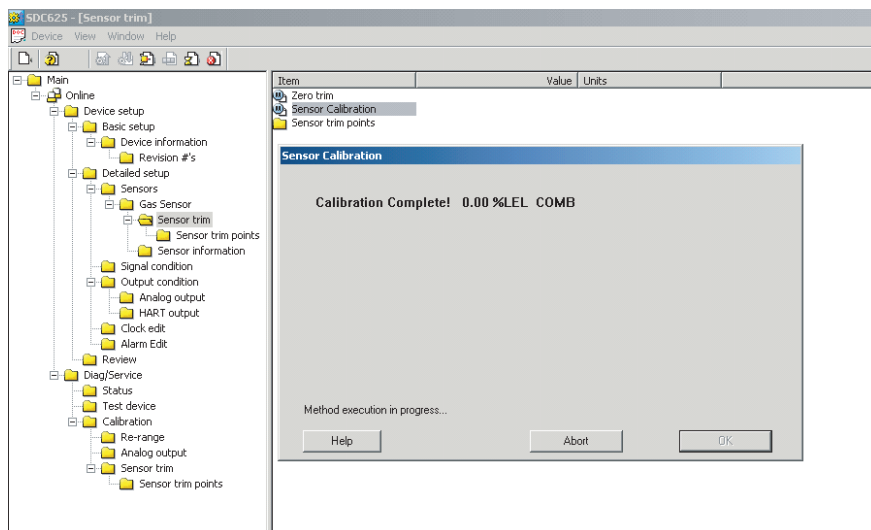 SDC625 - [Sensor trim]
Device View Window Help
Main
Online
Device setup
Basic setup
Device information
Revision #'s
Detailed setup
Sensors
Gas Sensor
Sensor trim
Sensor trim points
Sensor information
Signal condition
Output condition
Analog output
HART output
Clock edit
Alarm Edit
Review
Diag/Service
Status
Test device
Calibration
Re-range
Analog output
Sensor trim
Sensor trim points
Item Value Units
Zero trim
Sensor Calibration
Sensor trim points
Sensor Calibration
Calibration Complete! 0.00 %LEL COMB
Method execution in progress...
Help Abort OK